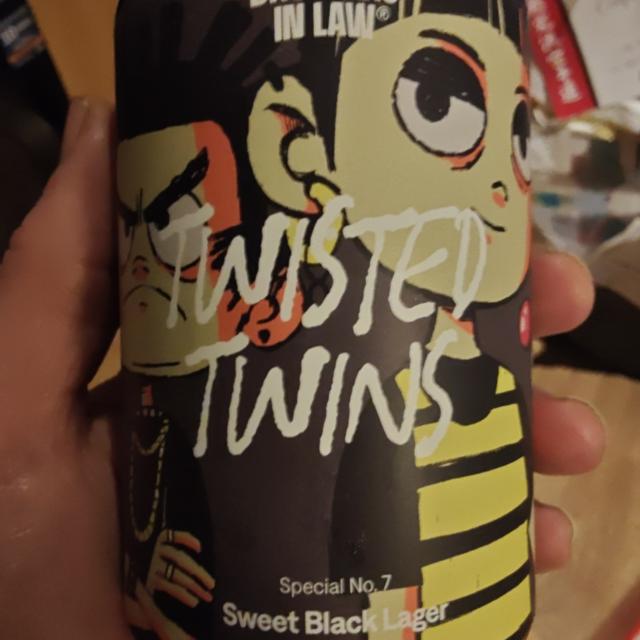 IN LAW®
TWISTED
TWINS
Special No. 7
Sweet Black Lager